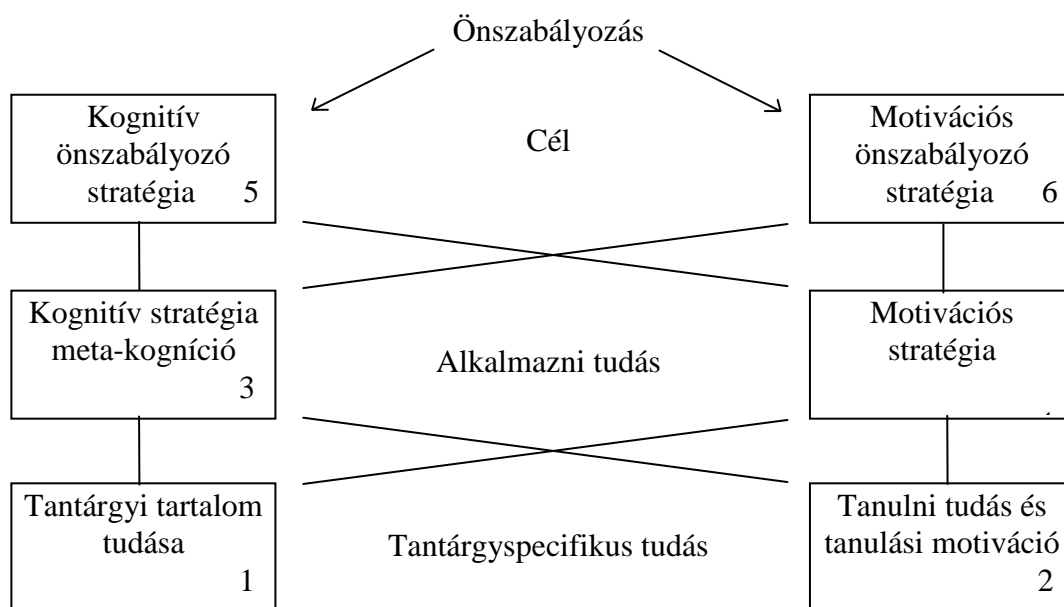 Önszabályozás
Kognitív
önszabályozó
stratégia 5
Cél
Motivációs
önszabályozó
stratégia 6
Kognitív stratégia
meta-kogníció
3
Alkalmazni tudás
Motivációs
stratégia
Tantárgyi tartalom
tudása
1
Tantárgyspecifikus tudás
Tanulni tudás és
tanulási motiváció
2